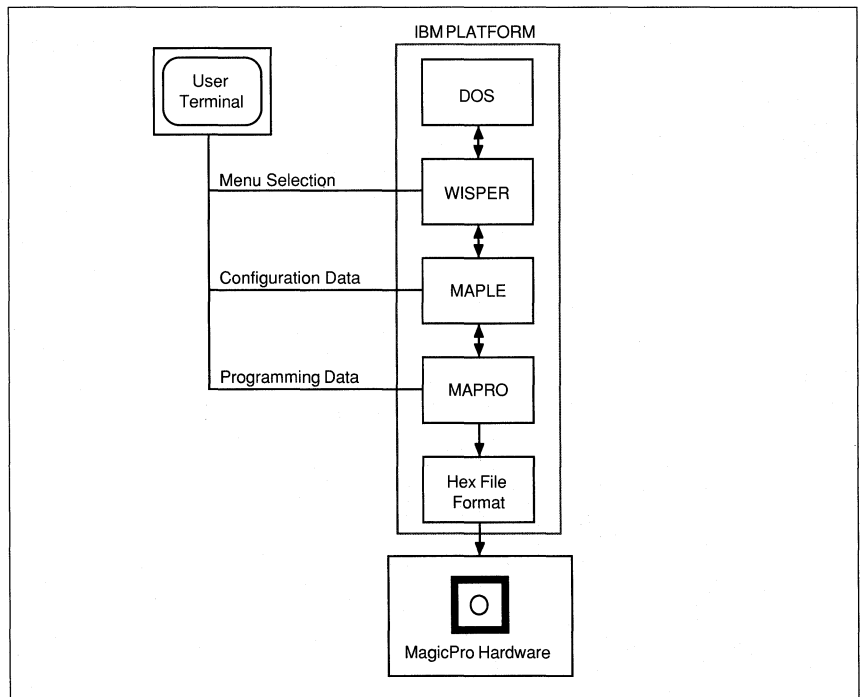 IBM PLATFORM
User
Terminal
DOS
Menu Selection
WISPER
Configuration Data
MAPLE
Programming Data
MAPRO
Hex File
Format
MagicPro Hardware